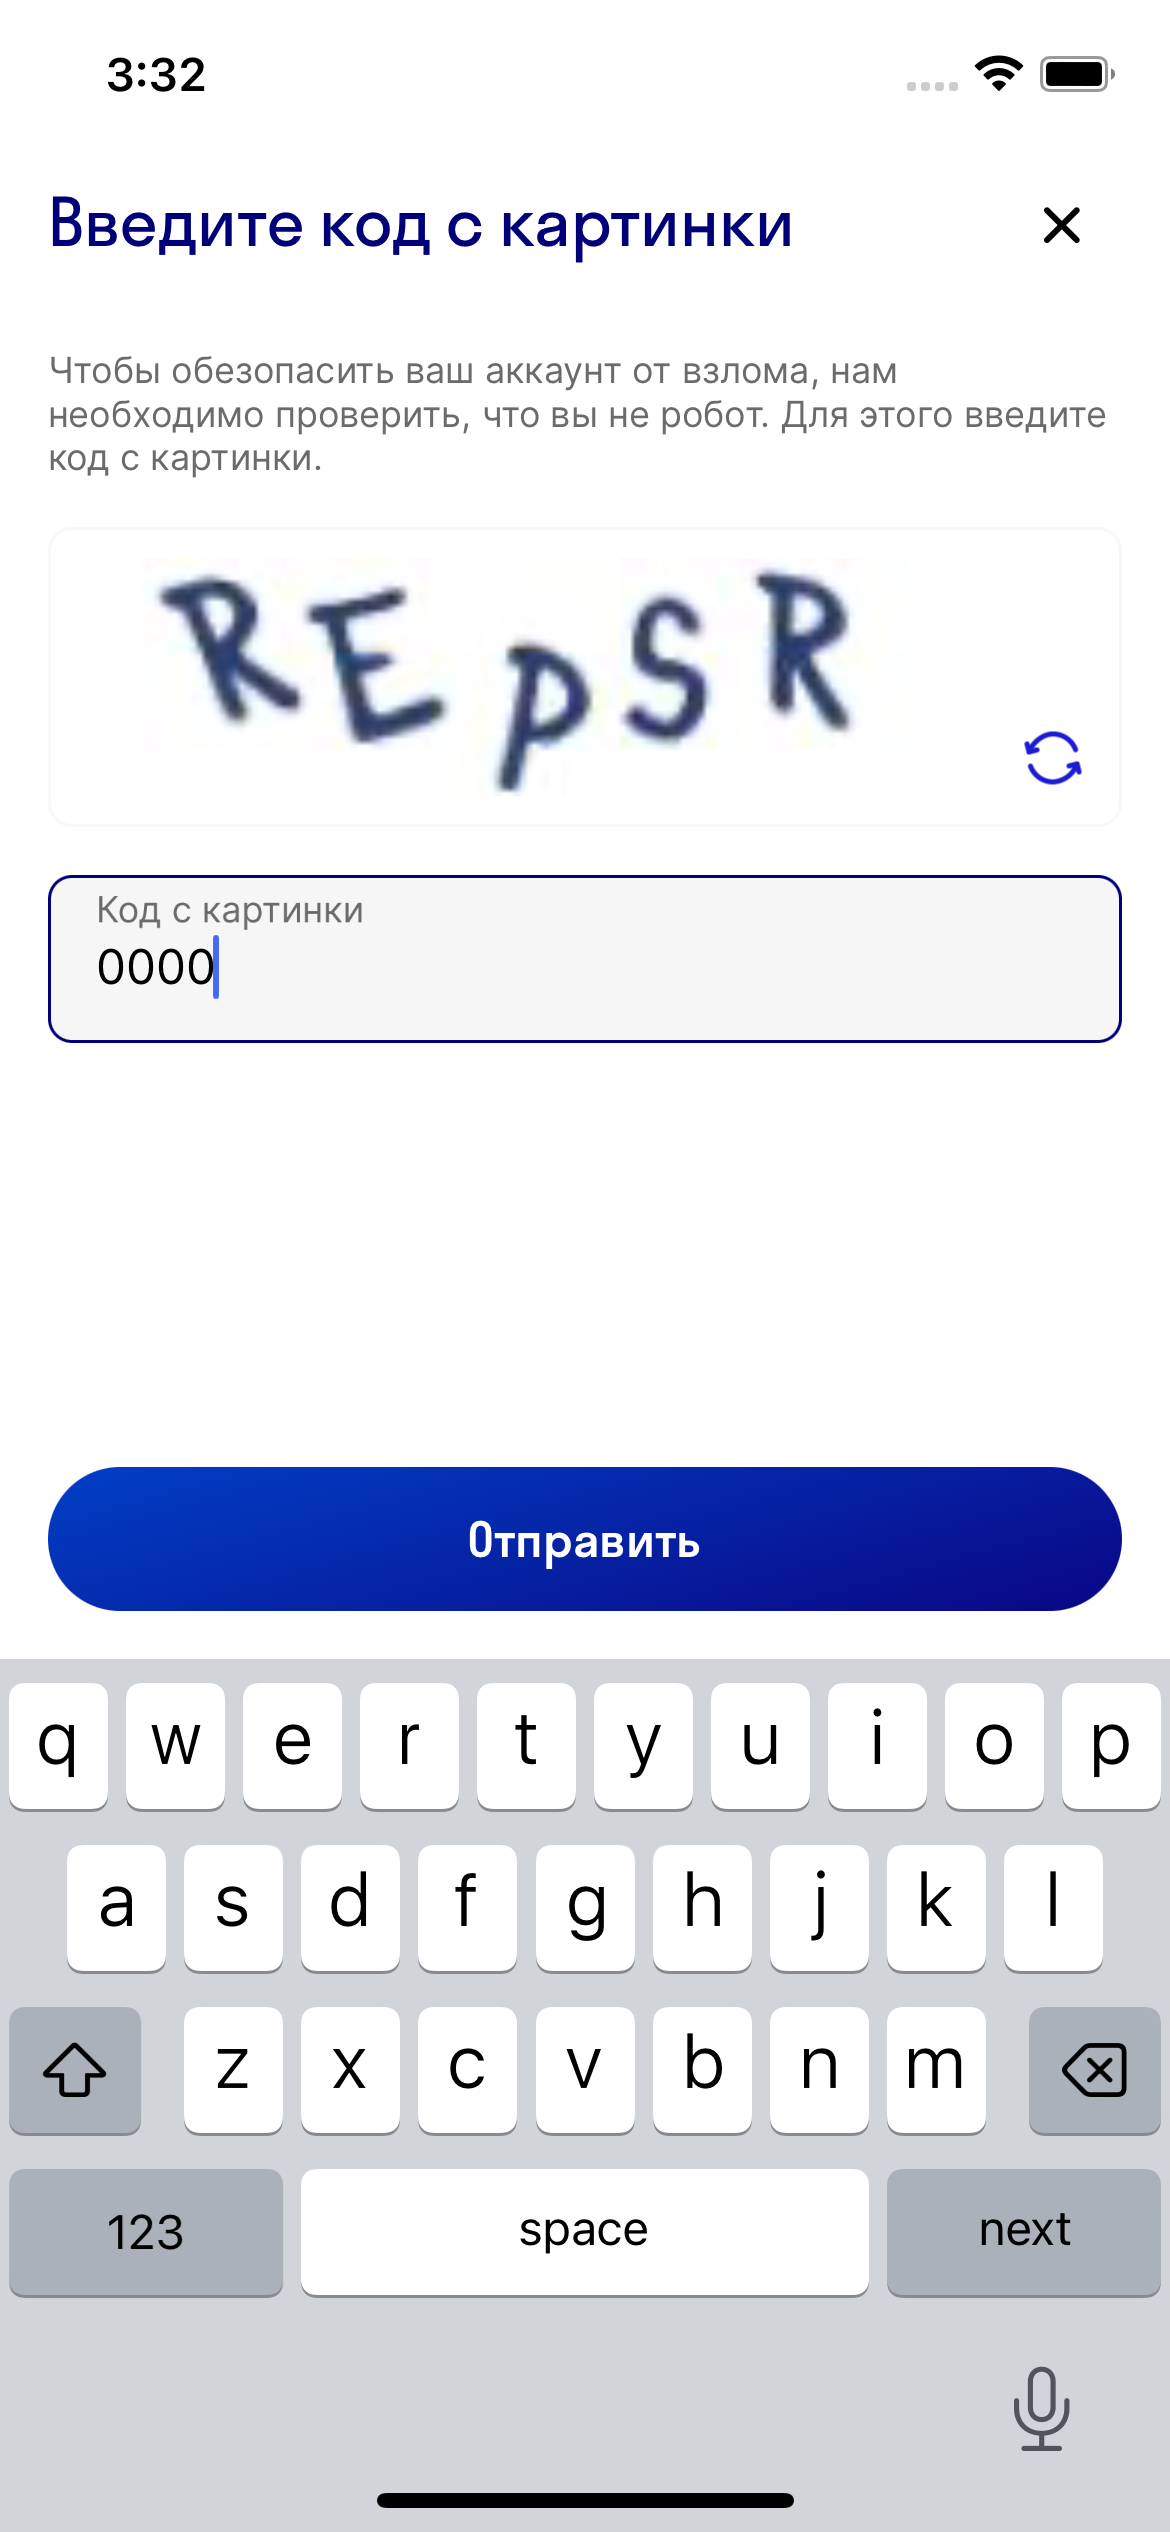 3:32
Введите код с картинки
Чтобы обезопасить ваш аккаунт от взлома, нам
необходимо проверить, что вы не робот. Для этого введите
код с картинки.
REPSR
Код с картинки
0000
Отправить
q w e r t y u i o p
a s d f g h j k l
z x c v b n m
123 space next